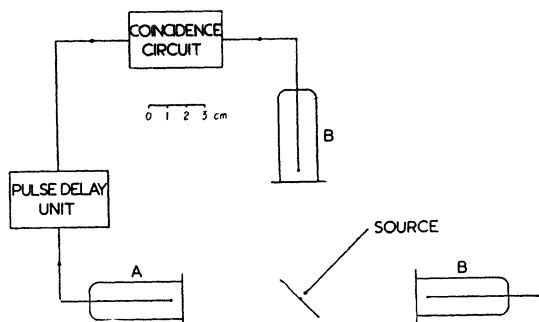 COINCIDENCE
CIRCUIT
0 1 2 3 cm
B
PULSE DELAY
UNIT
SOURCE
A
B